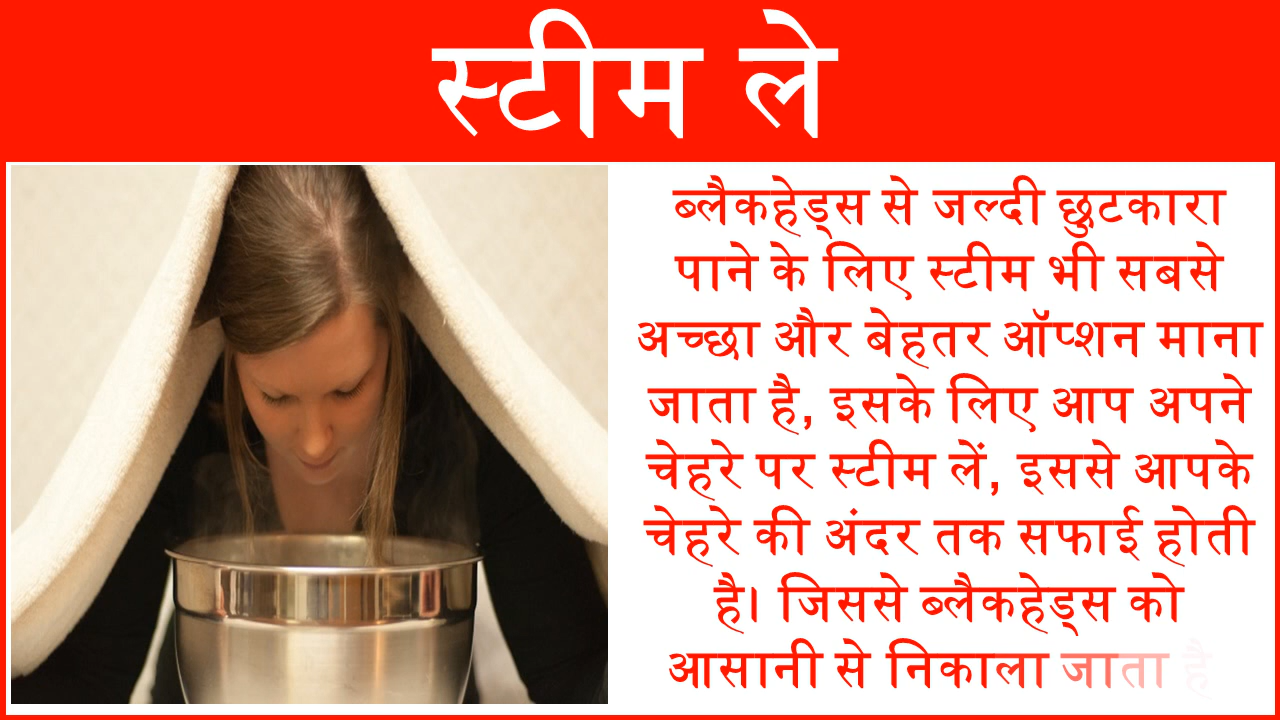 स्टीम ले
ब्लैकहेड्स से जल्दी छुटकारा
पाने के लिए स्टीम भी सबसे
अच्छा और बेहतर ऑप्शन माना
जाता है, इसके लिए आप अपने
चेहरे पर स्टीम लें, इससे आपके
चेहरे की अंदर तक सफाई होती
है। जिससे ब्लैकहेड्स को
आसानी से निकाला जाता है